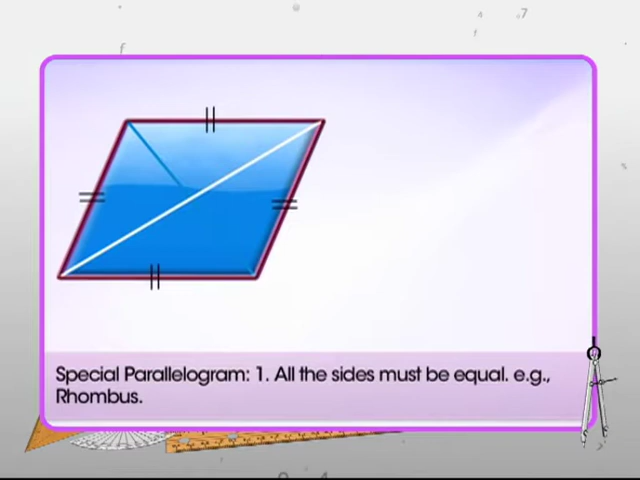 Special Parallelogram: 1. All the sides must be equal. e.g.,
Rhombus.